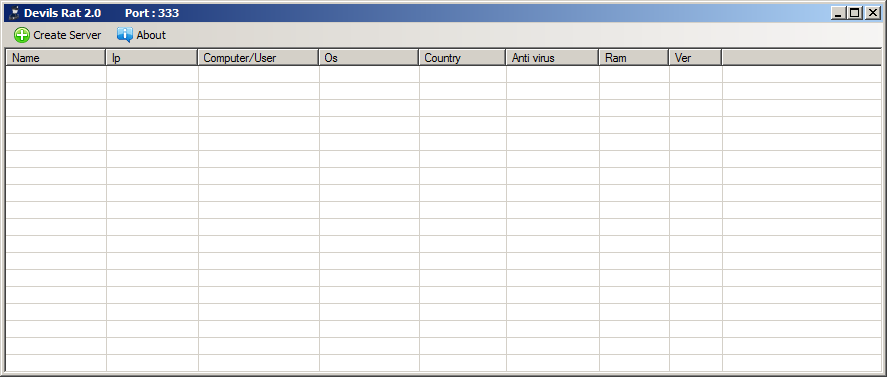 Devils Rat 2.0 Port : 333
Create Server About
Name Ip Computer/User Os Country Anti virus Ram Ver